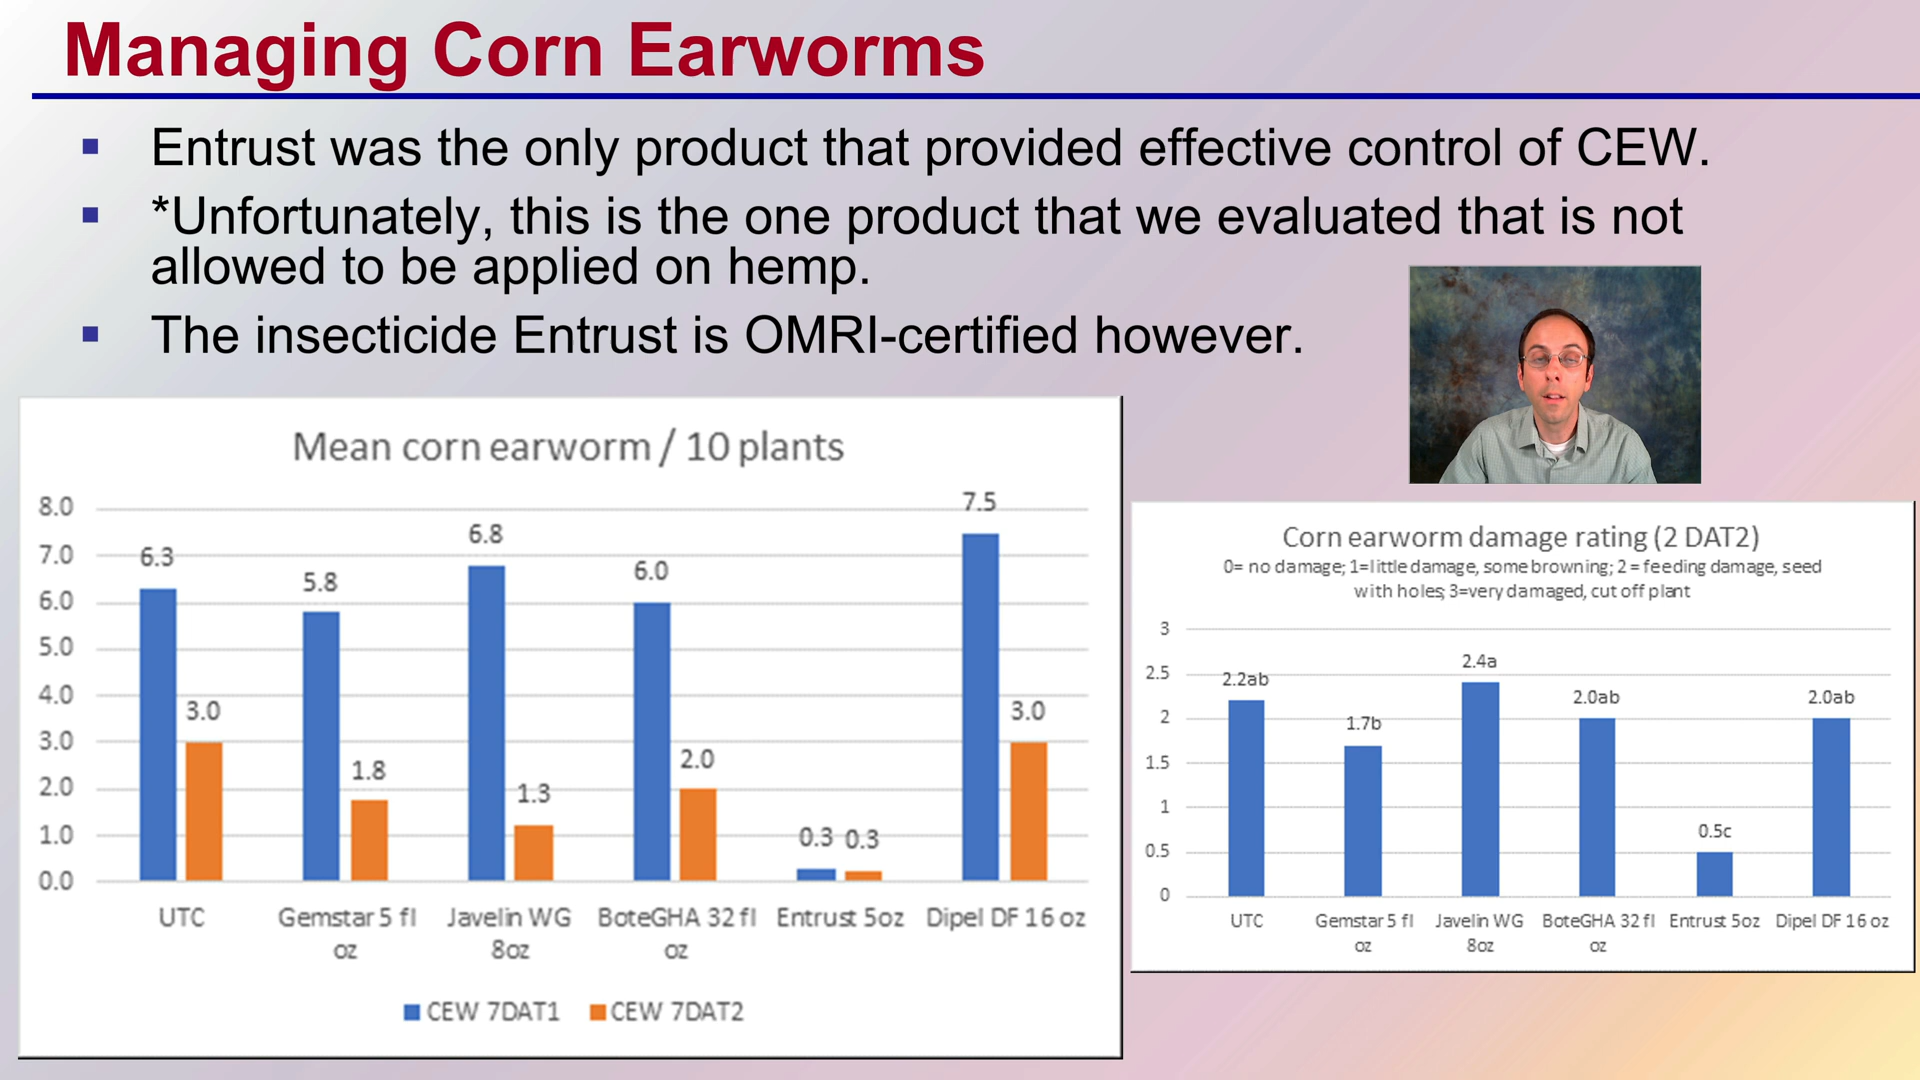 Managing Corn Earworms
▪ Entrust was the only product that provided effective control of CEW.
▪ *Unfortunately, this is the one product that we evaluated that is not
allowed to be applied on hemp.
▪ The insecticide Entrust is OMRI-certified however.
Mean corn earworm / 10 plants
8.0
7.0
6.0
5.0
4.0
3.0
2.0
1.0
0.0
6.3
3.0
5.8
1.8
6.8
1.3
6.0
2.0
0.3
0.3
7.5
3.0
UTC
Gemstar 5 fl
oz
Javelin WG
8oz
BoteGHA 32 fl
oz
Entrust 5oz
Dipel DF 16 oz
CEW 7DAT1
CEW 7DAT2
Corn earworm damage rating (2 DAT2)
0= no damage; 1=little damage, some browning; 2 = feeding damage, seed
with holes; 3=very damaged, cut off plant
3
2.5
2
1.5
1
0.5
0
2.2ab
1.7b
2.4a
2.0ab
0.5c
2.0ab
UTC
Gemstar 5 fl
oz
Javelin WG
8oz
BoteGHA 32 fl
oz
Entrust 5oz
Dipel DF 16 oz